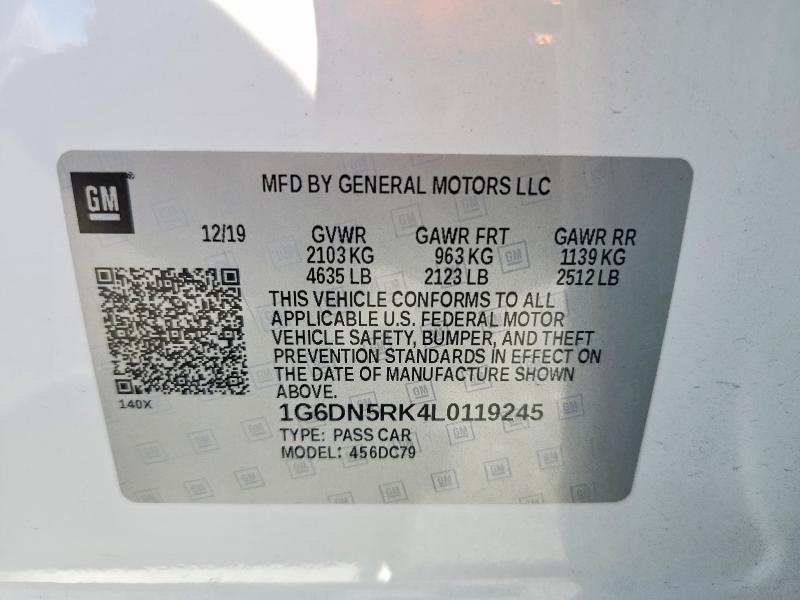 GM
MFD BY GENERAL MOTORS LLC
12/19 GVWR GAWR FRT GAWR RR
2103 KG 963 KG 1139 KG
4635 LB 2123 LB 2512 LB
THIS VEHICLE CONFORMS TO ALL
APPLICABLE U.S. FEDERAL MOTOR
VEHICLE SAFETY, BUMPER, AND THEFT
PREVENTION STANDARDS IN EFFECT ON
THE DATE OF MANUFACTURE SHOWN
ABOVE.
140X
1G6DN5RK4L0119245
TYPE: PASS CAR
MODEL: 456DC79